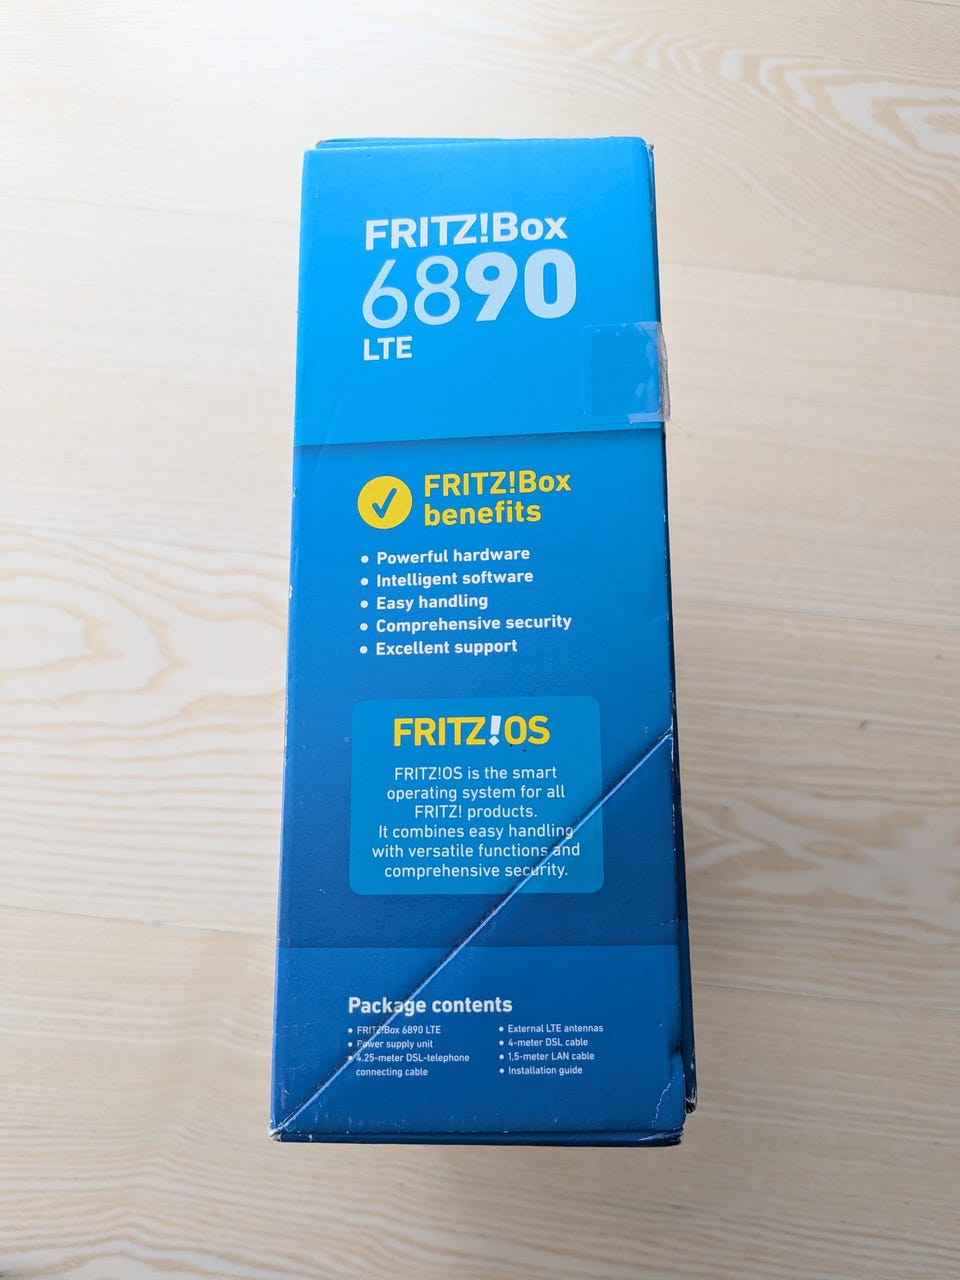 FRITZ!Box
6890
LTE
FRITZ!Box
benefits
• Powerful hardware
• Intelligent software
• Easy handling
• Comprehensive security
• Excellent support
FRITZ!OS
FRITZ!OS is the smart
operating system for all
FRITZ! products.
It combines easy handling
with versatile functions and
comprehensive security.
Package contents
• FRITZ!Box 6890 LTE
• Power supply unit
• 4.25-meter DSL-telephone
connecting cable
• External LTE antennas
• 4-meter DSL cable
• 1,5-meter LAN cable
• Installation guide